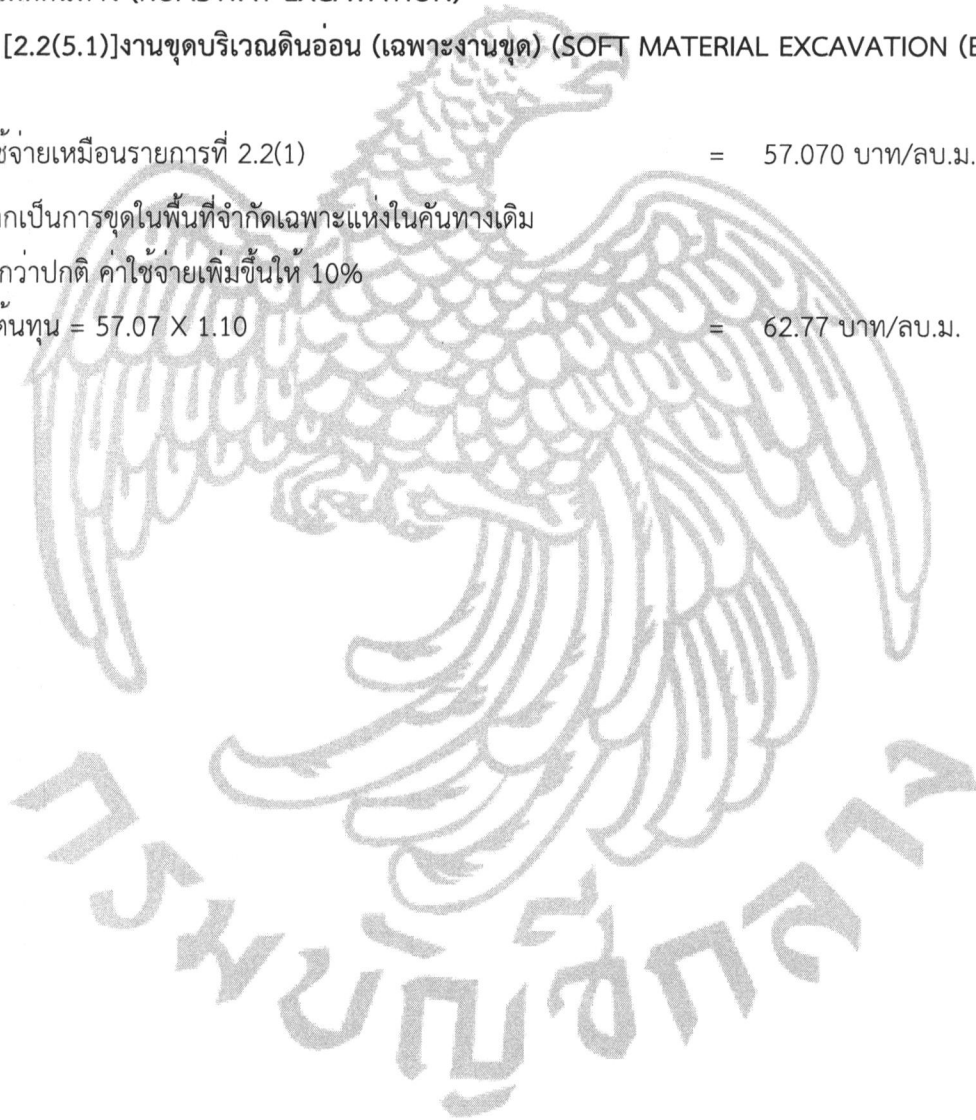 (ROADWAY EXCAVATION)
[2.2(5.1)]งานขุดบริเวณดินอ่อน (เฉพาะงานขุด) (SOFT MATERIAL EXCAVATION (E
ช้จ่ายเหมือนรายการที่ 2.2(1) = 57.070 บาท/ลบ.ม.
ากเป็นการขุดในพื้นที่จำกัดเฉพาะแห่งในคันทางเดิม
กว่าปกติ ค่าใช้จ่ายเพิ่มขึ้นให้ 10%
ต้นทุน = 57.07 X 1.10 = 62.77 บาท/ลบ.ม.
กรมบัญชีกลาง